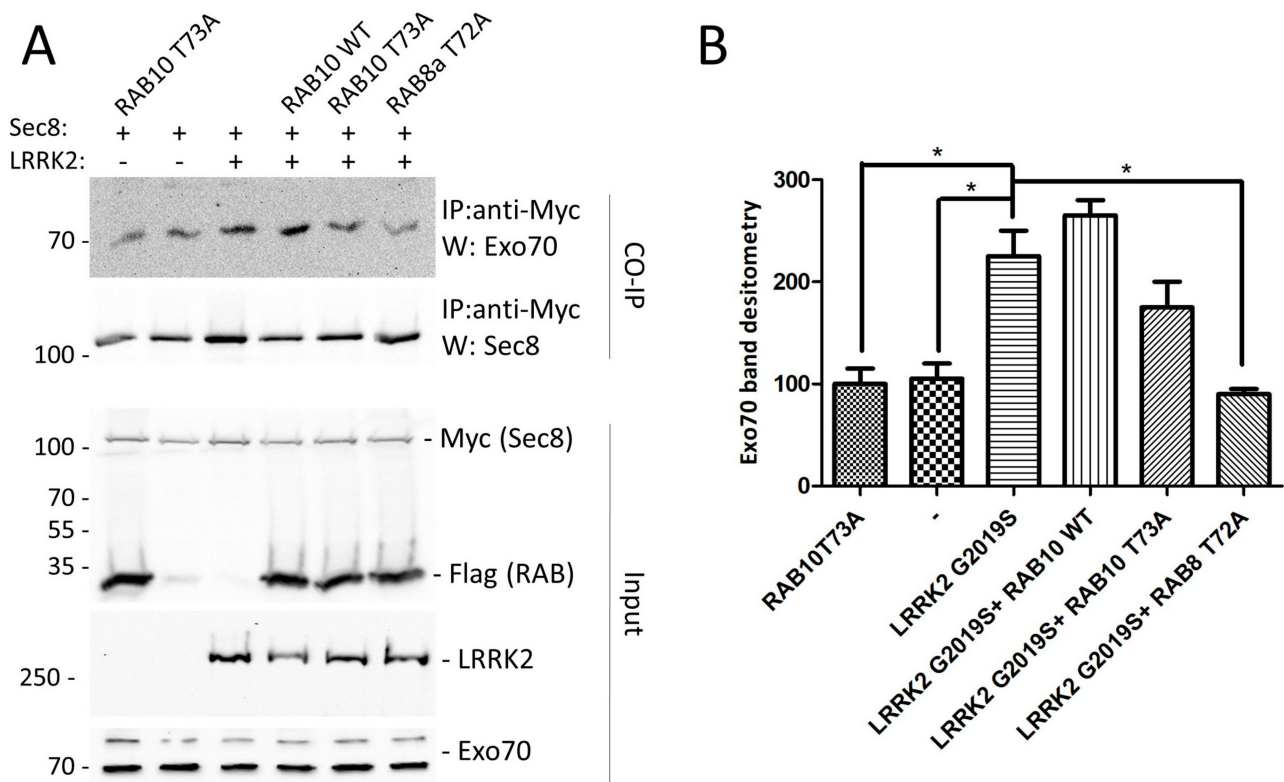 A
RAB10 T73A
RAB10 WT
RAB10 T73A
RAB8a T72A
Sec8: + + + + + +
LRRK2: - - + + + +
IP:anti-Myc
70 -
W: Exo70
IP:anti-Myc
W: Sec8
100 -
CO-IP
- Myc (Sec8)
100 -
70 -
55 -
35 -
- Flag (RAB)
Input
- LRRK2
250 -
- Exo70
70 -
B
* * *
300
200
100
0
Exo70 band desitometry
RAB10T73A
-
LRRK2 G2019S
LRRK2 G2019S+ RAB10 WT
LRRK2 G2019S+ RAB10 T73A
LRRK2 G2019S+ RAB8 T72A